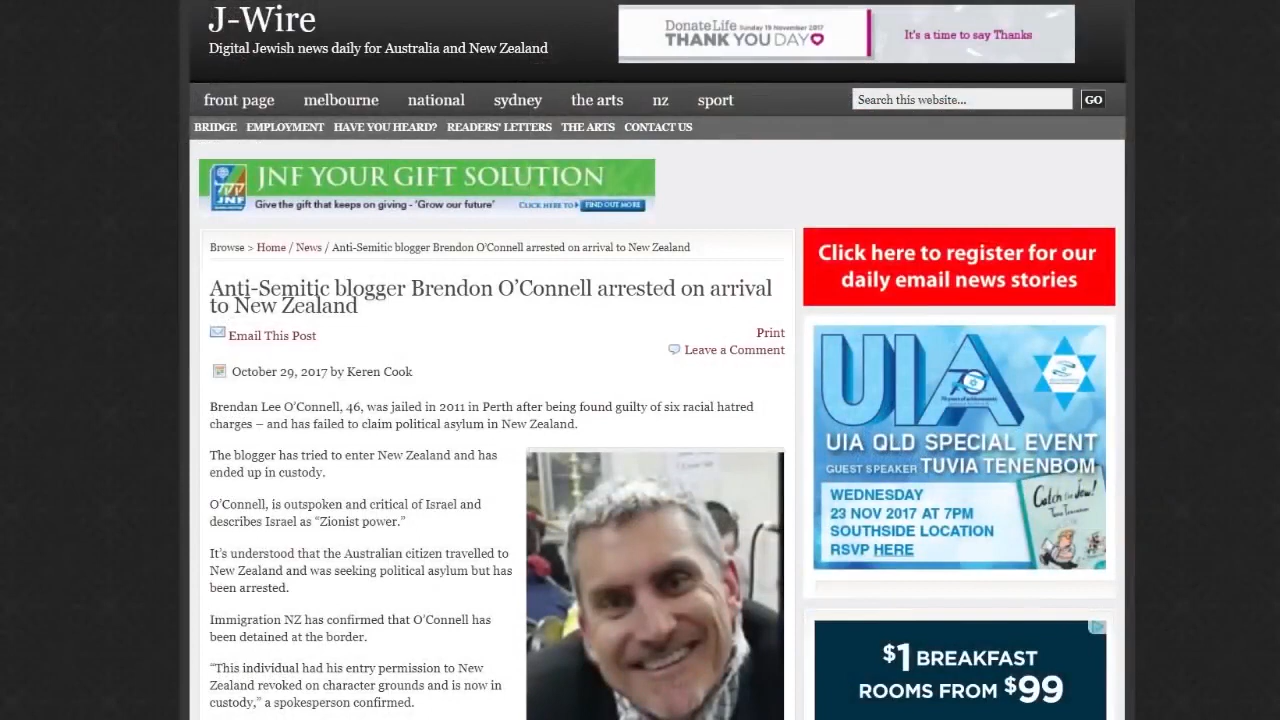 J-Wire
Digital Jewish news daily for Australia and New Zealand
DonateLife Sunday 19 November 2017
THANK YOU DAY
It's a time to say Thanks
front page melbourne national sydney the arts nz sport
Search this website...
GO
BRIDGE EMPLOYMENT HAVE YOU HEARD? READERS' LETTERS THE ARTS CONTACT US
JNF YOUR GIFT SOLUTION
JNF
Give the gift that keeps on giving - 'Grow our future'
CLICK HERE TO
FIND OUT MORE
Browse > Home / News / Anti-Semitic blogger Brendon O'Connell arrested on arrival to New Zealand
Anti-Semitic blogger Brendon O'Connell arrested on arrival
to New Zealand
Email This Post
Print
Leave a Comment
October 29, 2017 by Keren Cook
Brendan Lee O'Connell, 46, was jailed in 2011 in Perth after being found guilty of six racial hatred
charges – and has failed to claim political asylum in New Zealand.
The blogger has tried to enter New Zealand and has
ended up in custody.
O'Connell, is outspoken and critical of Israel and
describes Israel as "Zionist power."
It's understood that the Australian citizen travelled to
New Zealand and was seeking political asylum but has
been arrested.
Immigration NZ has confirmed that O'Connell has
been detained at the border.
"This individual had his entry permission to New
Zealand revoked on character grounds and is now in
custody," a spokesperson confirmed.
Click here to register for our
daily email news stories
UIA
70
UIA QLD SPECIAL EVENT
GUEST SPEAKER TUVIA TENENBOM
WEDNESDAY
23 NOV 2017 AT 7PM
SOUTHSIDE LOCATION
RSVP HERE
Catch the Jew!
Tuvia Tenenbom
$1 BREAKFAST
ROOMS FROM $99